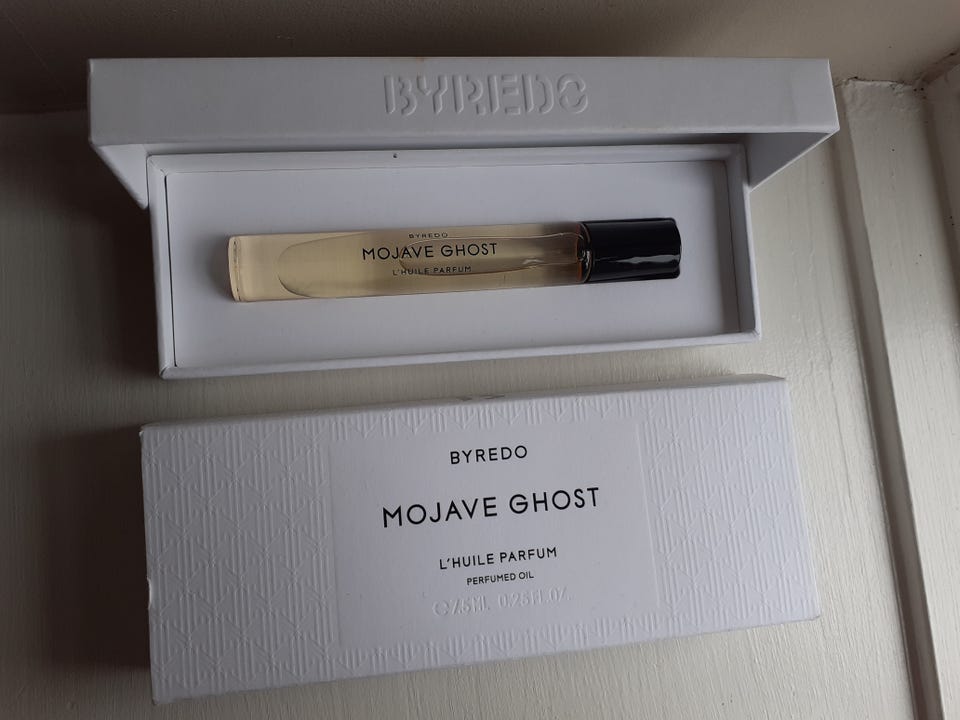 BYREDO
BYREDO
MOJAVE GHOST
L'HUILE PARFUM
BYREDO
MOJAVE GHOST
L'HUILE PARFUM
PERFUMED OIL
℮7.5ML 0.25FL.OZ.